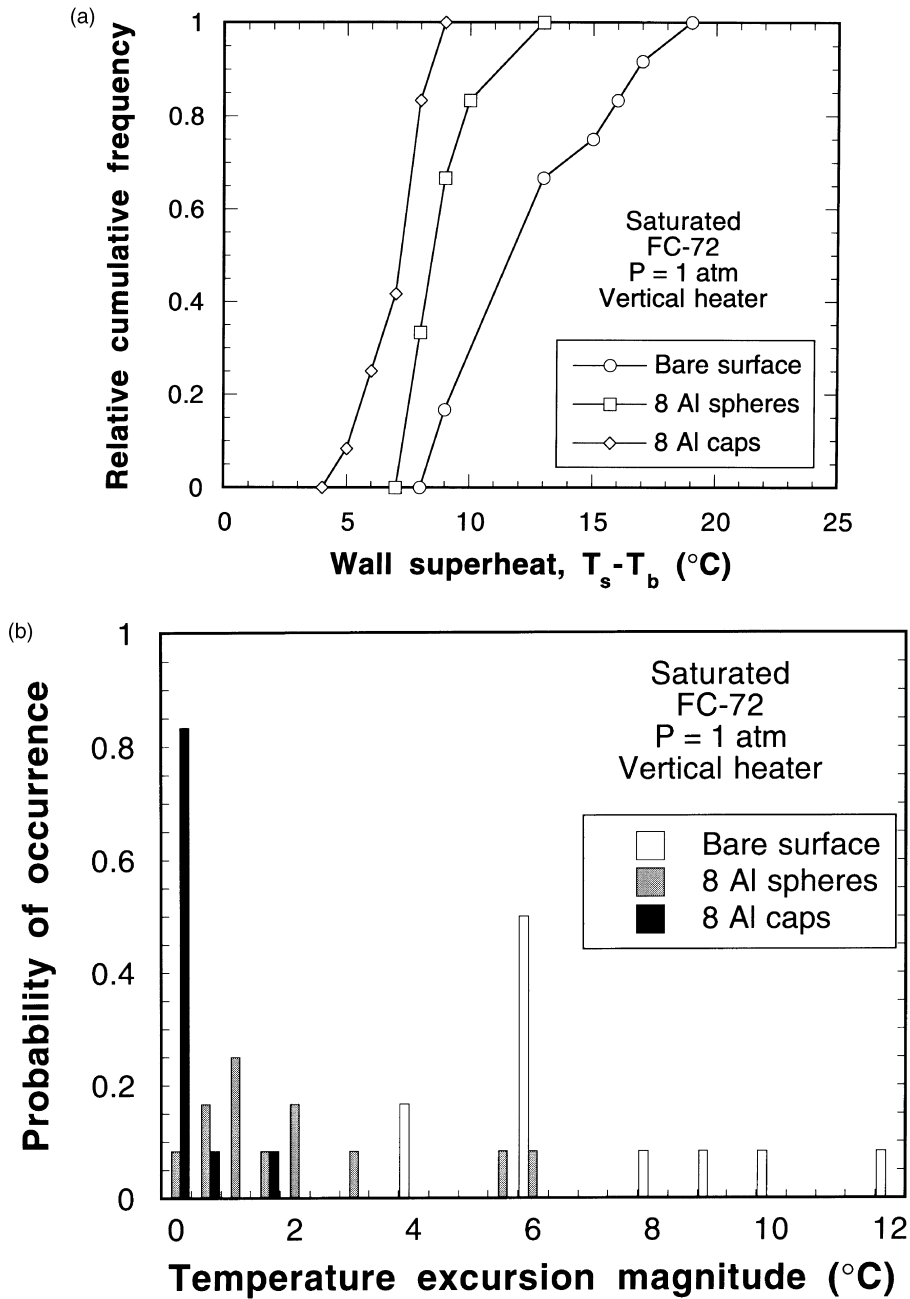 (a)
Relative cumulative frequency
1
0.8
0.6
0.4
0.2
0
Saturated
FC-72
P = 1 atm
Vertical heater
Bare surface
8 Al spheres
8 Al caps
0 5 10 15 20 25
Wall superheat, Ts-Tb (°C)
(b)
Probability of occurrence
1
0.8
0.6
0.4
0.2
0
Saturated
FC-72
P = 1 atm
Vertical heater
Bare surface
8 Al spheres
8 Al caps
0 2 4 6 8 10 12
Temperature excursion magnitude (°C)